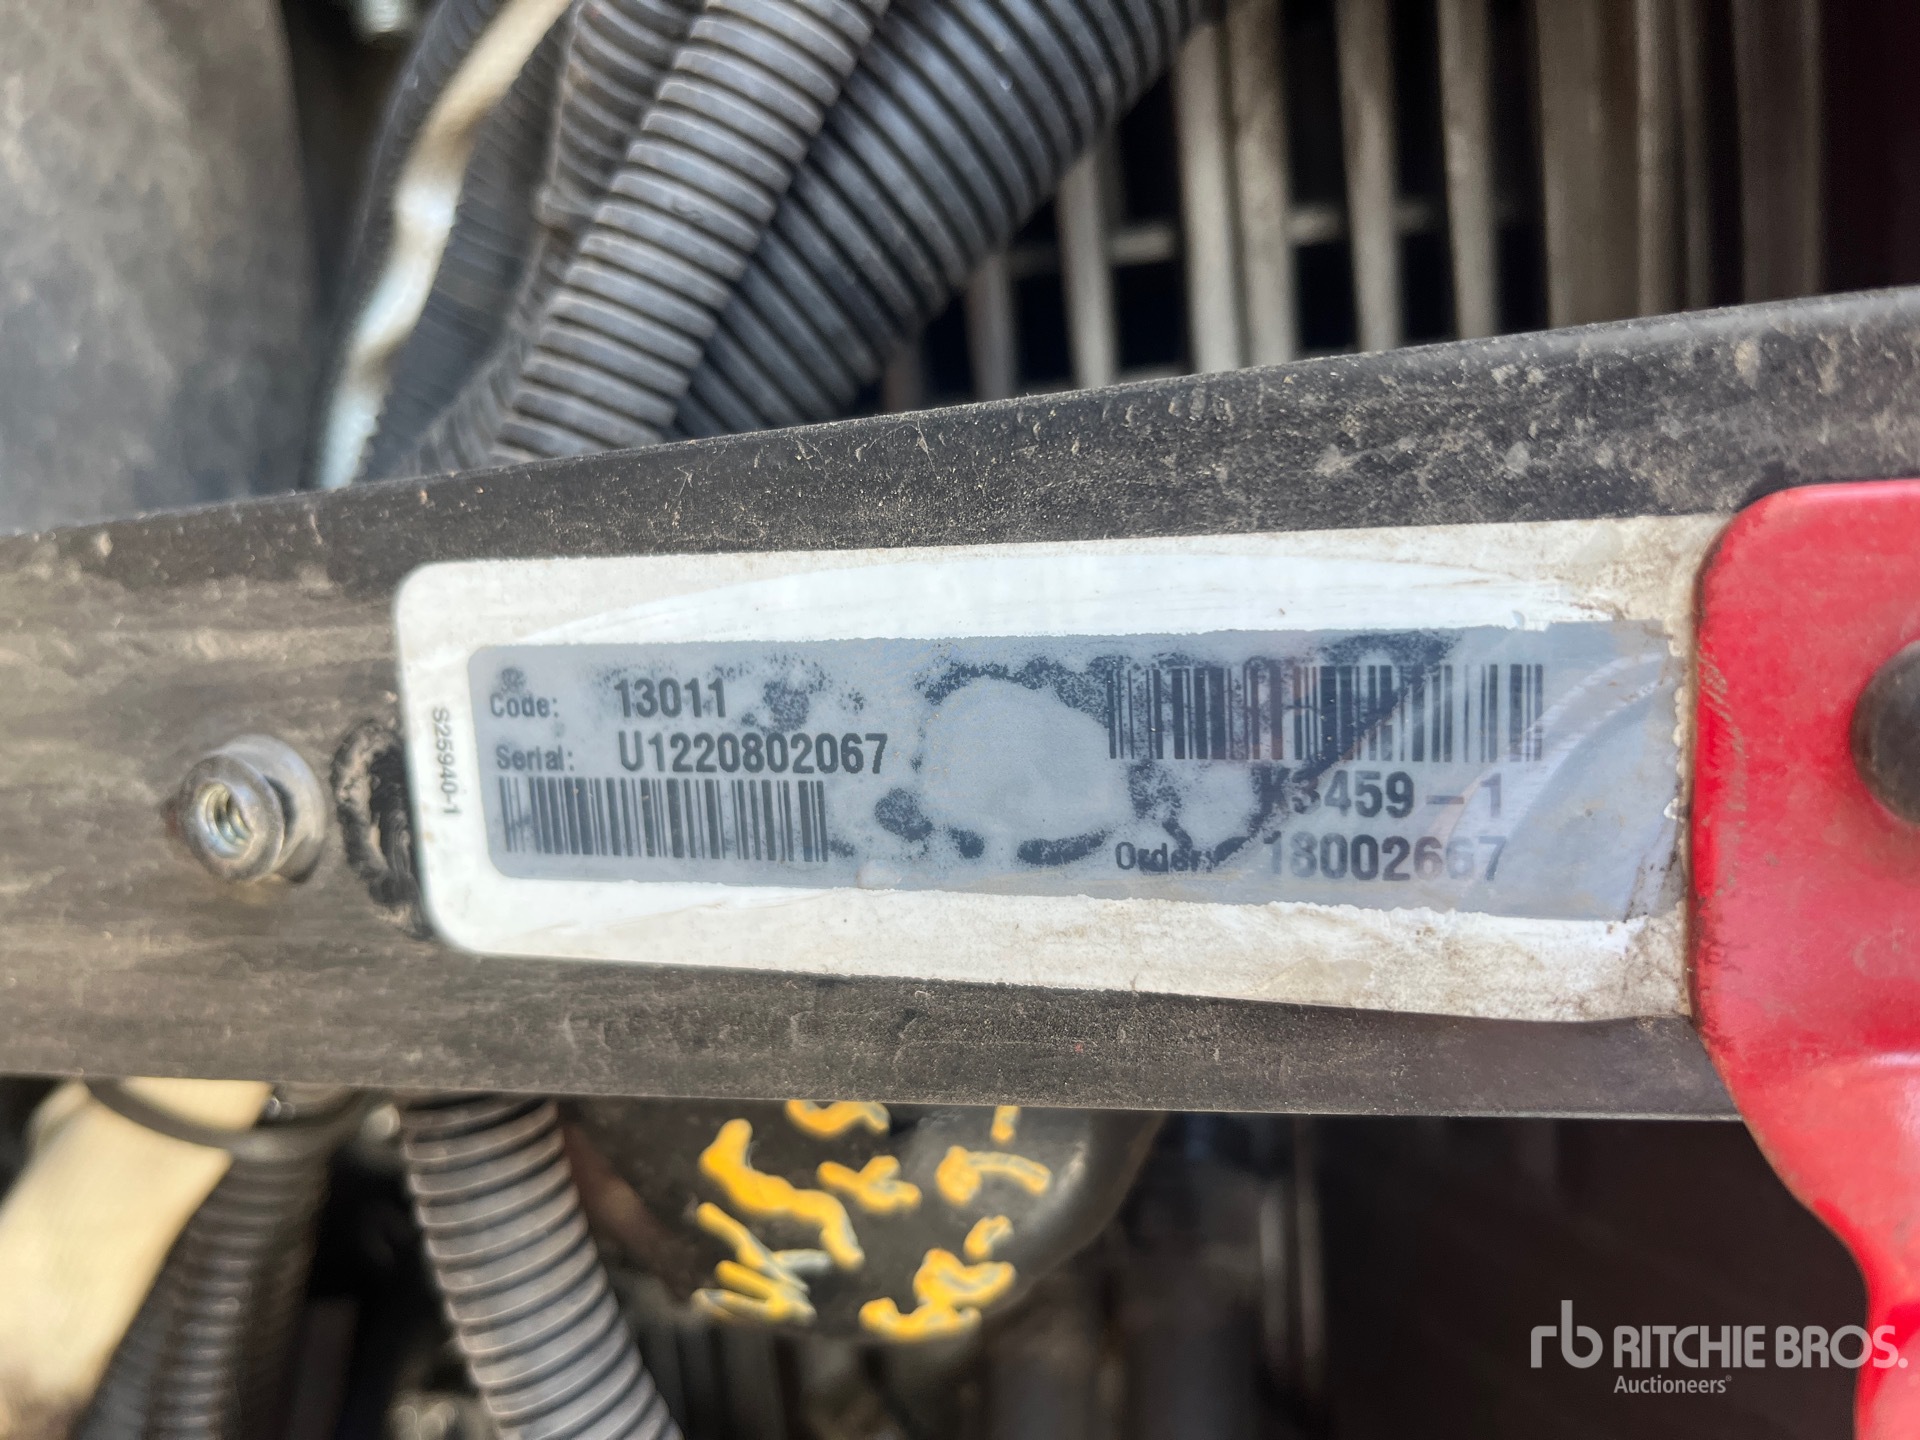 Code: 13011
Serial: U1220802067
K3459-1
Order: 18002667
S25940-1
rb RITCHIE BROS.
Auctioneers®